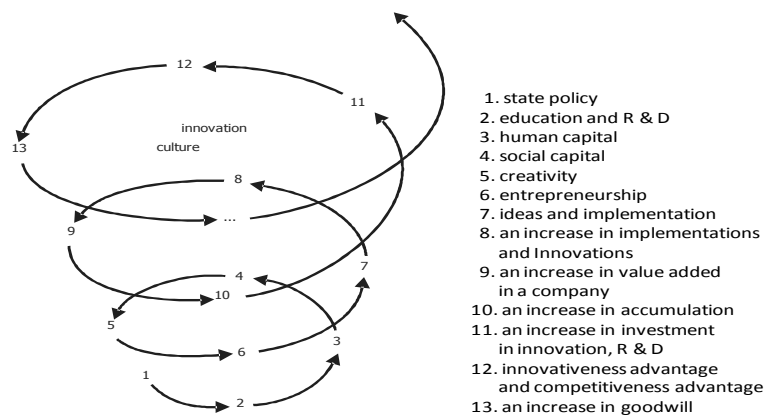 12
11
innovation
culture
13
8
...
9
7
4
10
5
3
6
1
2
1. state policy
2. education and R & D
3. human capital
4. social capital
5. creativity
6. entrepreneurship
7. ideas and implementation
8. an increase in implementations
and Innovations
9. an increase in value added
in a company
10. an increase in accumulation
11. an increase in investment
in innovation, R & D
12. innovativeness advantage
and competitiveness advantage
13. an increase in goodwill